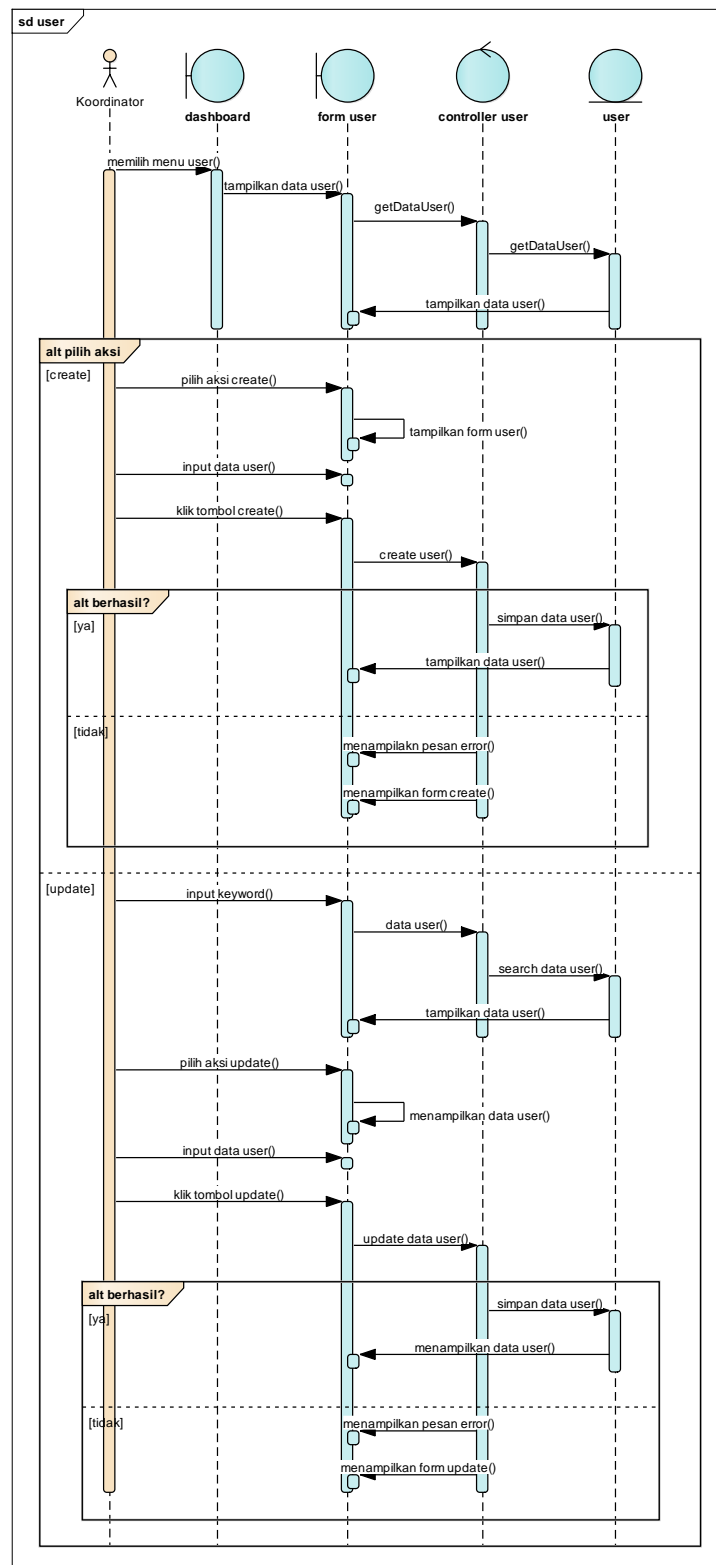 sd user
Koordinator
dashboard
form user
controller user
user
memilih menu user()
tampilkan data user()
getDataUser()
getDataUser()
tampilkan data user()
alt pilih aksi
[create]
pilih aksi create()
tampilkan form user()
input data user()
klik tombol create()
create user()
alt berhasil?
[ya]
simpan data user()
tampilkan data user()
[tidak]
menampilakn pesan error()
menampilkan form create()
[update]
input keyword()
data user()
search data user()
tampilkan data user()
pilih aksi update()
menampilkan data user()
input data user()
klik tombol update()
update data user()
alt berhasil?
[ya]
simpan data user()
menampilkan data user()
[tidak]
menampilkan pesan error()
menampilkan form update()